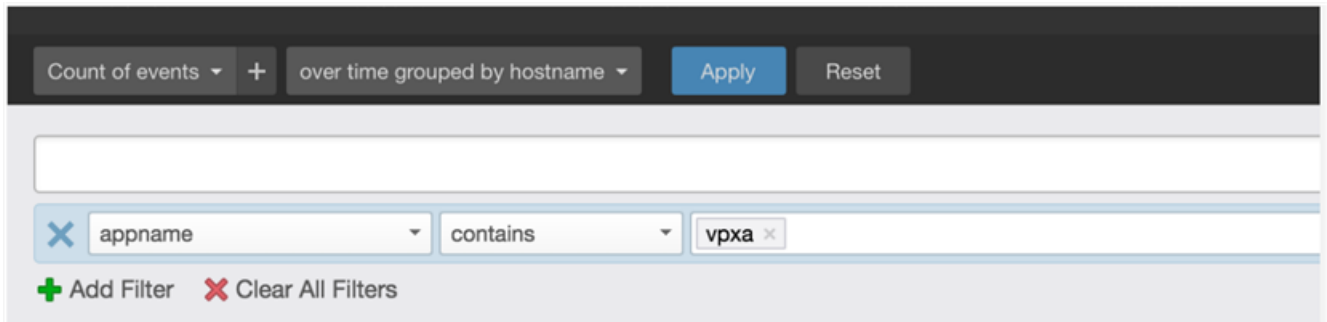 Count of events + over time grouped by hostname Apply Reset
appname contains vpxa ×
Add Filter Clear All Filters